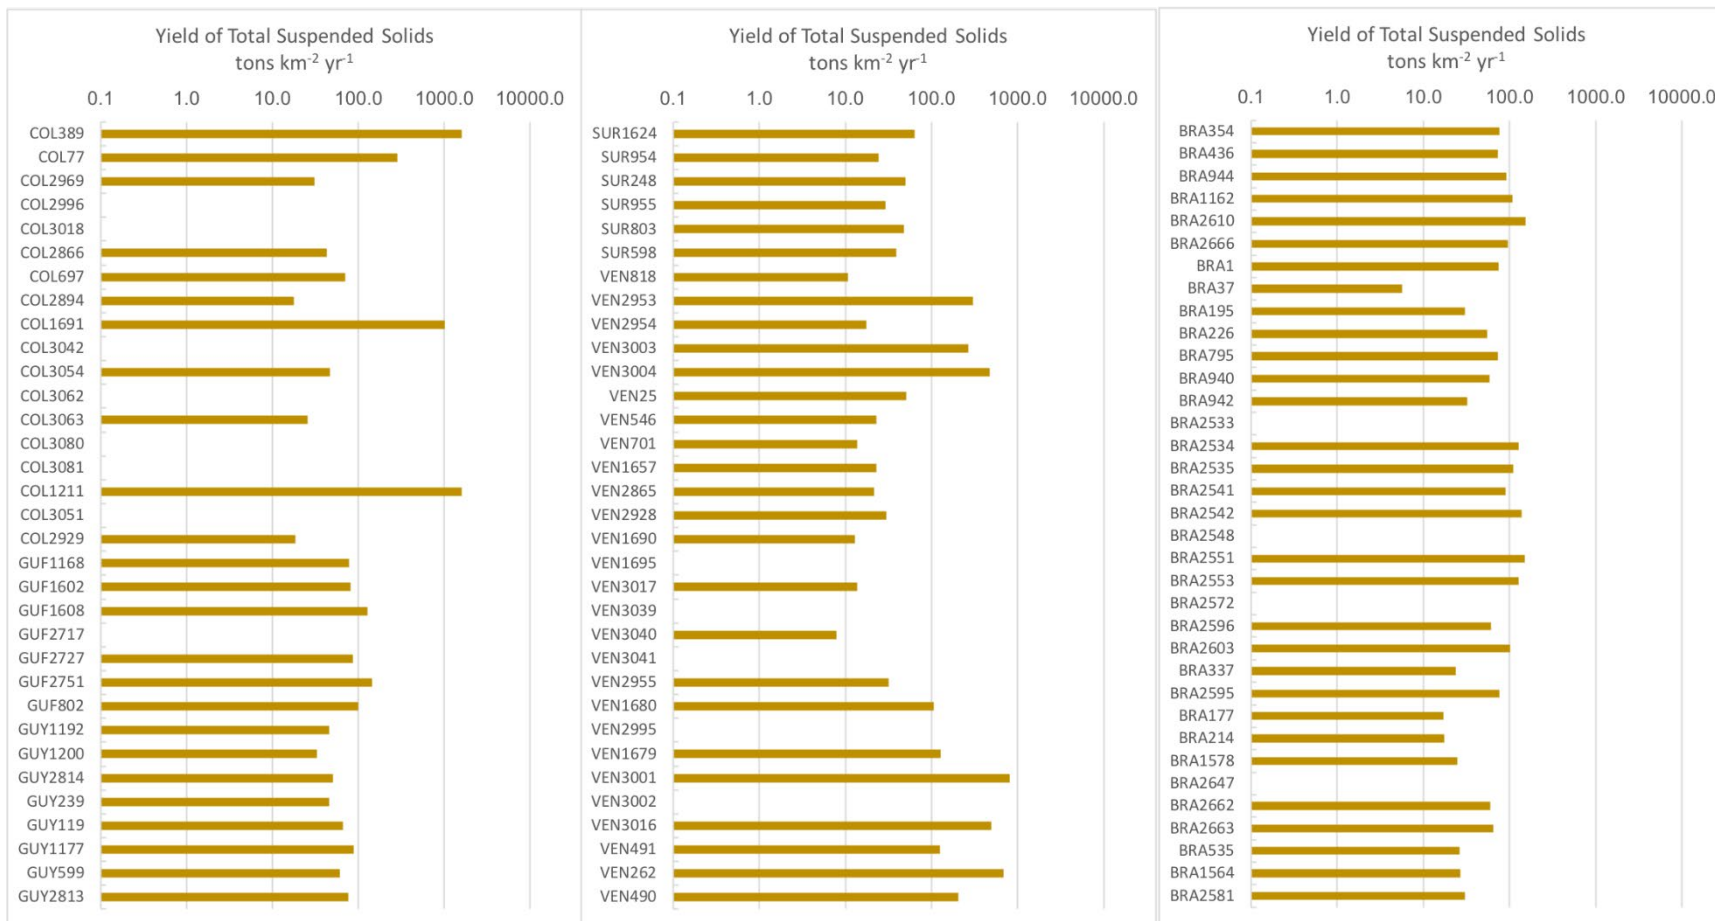 Yield of Total Suspended Solids
tons km-2 yr-1
0.1 1.0 10.0 100.0 1000.0 10000.0
COL389
COL77
COL2969
COL2996
COL3018
COL2866
COL697
COL2894
COL1691
COL3042
COL3054
COL3062
COL3063
COL3080
COL3081
COL1211
COL3051
COL2929
GUF1168
GUF1602
GUF1608
GUF2717
GUF2727
GUF2751
GUF802
GUY1192
GUY1200
GUY2814
GUY239
GUY119
GUY1177
GUY599
GUY2813
Yield of Total Suspended Solids
tons km-2 yr-1
0.1 1.0 10.0 100.0 1000.0 10000.0
SUR1624
SUR954
SUR248
SUR955
SUR803
SUR598
VEN818
VEN2953
VEN2954
VEN3003
VEN3004
VEN25
VEN546
VEN701
VEN1657
VEN2865
VEN2928
VEN1690
VEN1695
VEN3017
VEN3039
VEN3040
VEN3041
VEN2955
VEN1680
VEN2995
VEN1679
VEN3001
VEN3002
VEN3016
VEN491
VEN262
VEN490
Yield of Total Suspended Solids
tons km-2 yr-1
0.1 1.0 10.0 100.0 1000.0 10000.0
BRA354
BRA436
BRA944
BRA1162
BRA2610
BRA2666
BRA1
BRA37
BRA195
BRA226
BRA795
BRA940
BRA942
BRA2533
BRA2534
BRA2535
BRA2541
BRA2542
BRA2548
BRA2551
BRA2553
BRA2572
BRA2596
BRA2603
BRA337
BRA2595
BRA177
BRA214
BRA1578
BRA2647
BRA2662
BRA2663
BRA535
BRA1564
BRA2581